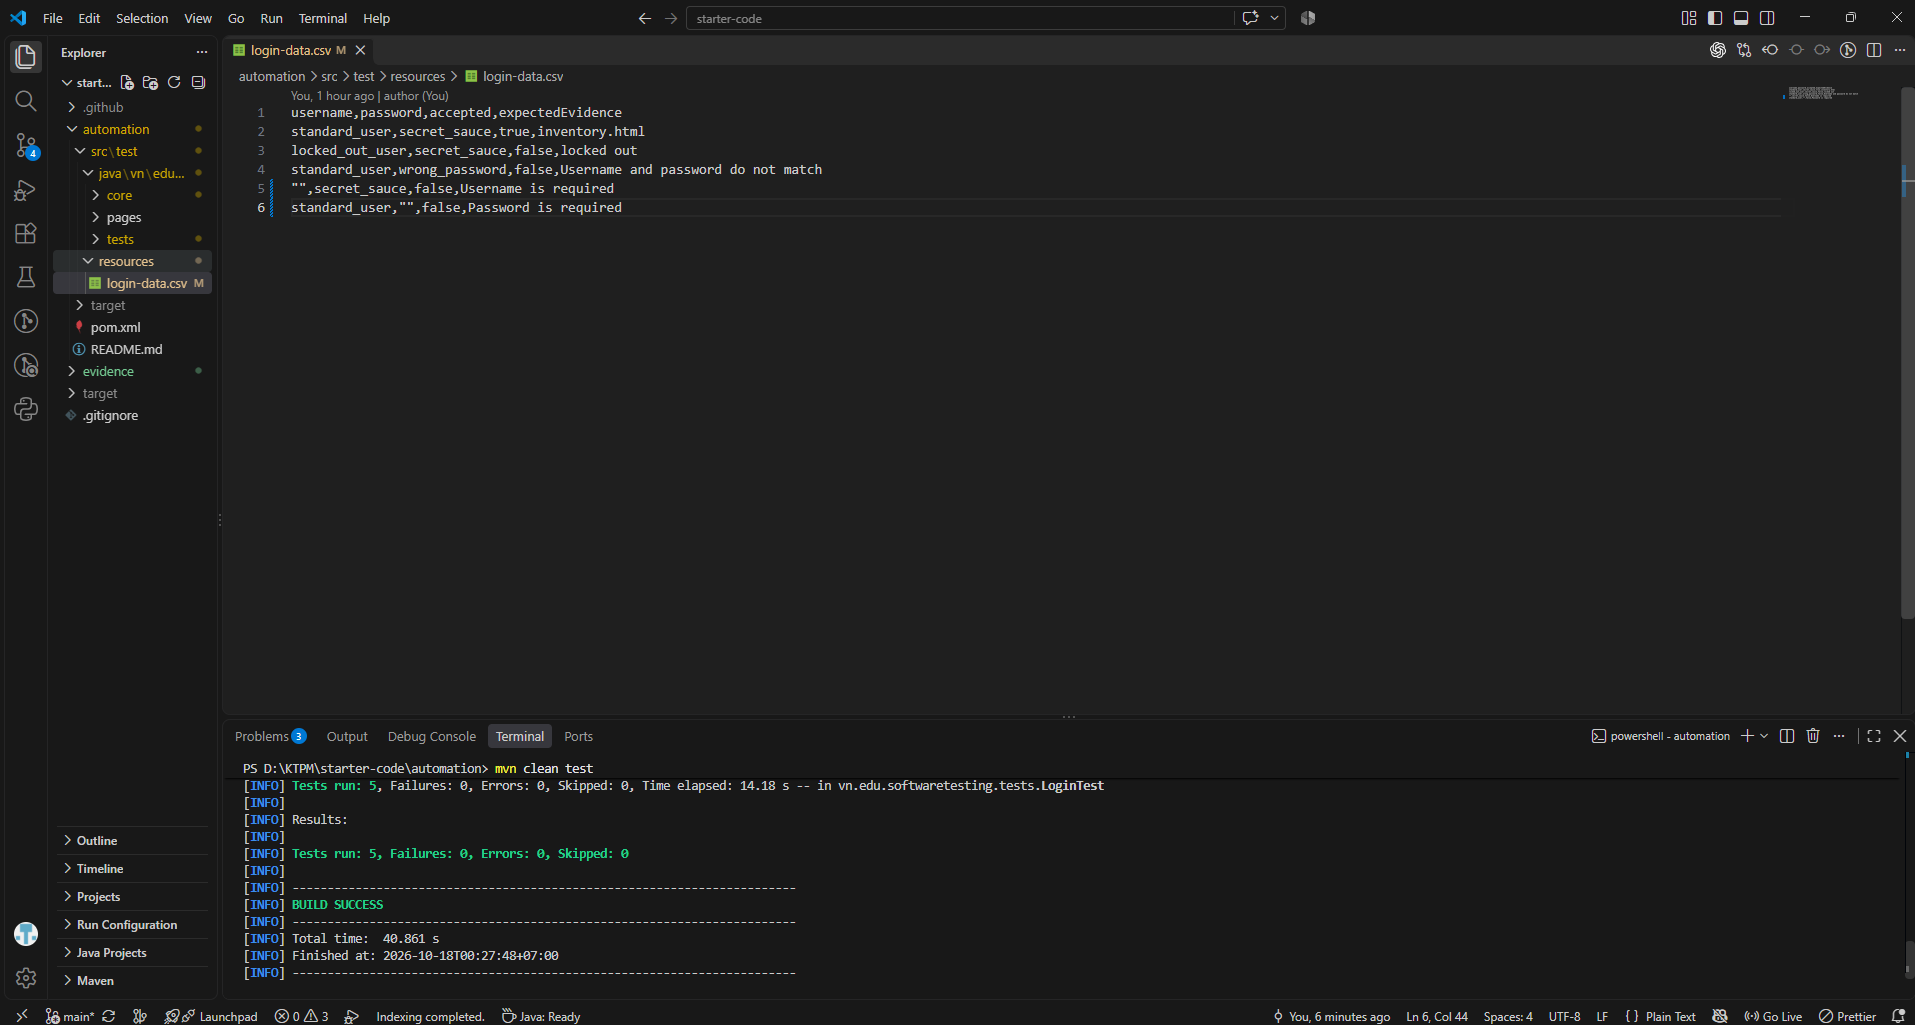 File Edit Selection View Go Run Terminal Help
starter-code
Explorer
start...
.github
automation
src\test
java\vn\edu...
core
pages
tests
resources
login-data.csv M
target
pom.xml
README.md
evidence
target
.gitignore
Outline
Timeline
Projects
Run Configuration
Java Projects
Maven
4
login-data.csv M
automation > src > test > resources > login-data.csv
You, 1 hour ago | author (You)
1 username,password,accepted,expectedEvidence
2 standard_user,secret_sauce,true,inventory.html
3 locked_out_user,secret_sauce,false,locked out
4 standard_user,wrong_password,false,Username and password do not match
5 "",secret_sauce,false,Username is required
6 standard_user,"",false,Password is required
Problems 3 Output Debug Console Terminal Ports
powershell - automation
PS D:\KTPM\starter-code\automation> mvn clean test
[INFO] Tests run: 5, Failures: 0, Errors: 0, Skipped: 0, Time elapsed: 14.18 s -- in vn.edu.softwaretesting.tests.LoginTest
[INFO]
[INFO] Results:
[INFO]
[INFO] Tests run: 5, Failures: 0, Errors: 0, Skipped: 0
[INFO]
[INFO] ------------------------------------------------------------------------
[INFO] BUILD SUCCESS
[INFO] ------------------------------------------------------------------------
[INFO] Total time:  40.861 s
[INFO] Finished at: 2026-10-18T00:27:48+07:00
[INFO] ------------------------------------------------------------------------
main* Launchpad 0 3 Indexing completed. Java: Ready
You, 6 minutes ago Ln 6, Col 44 Spaces: 4 UTF-8 LF { } Plain Text Go Live Prettier